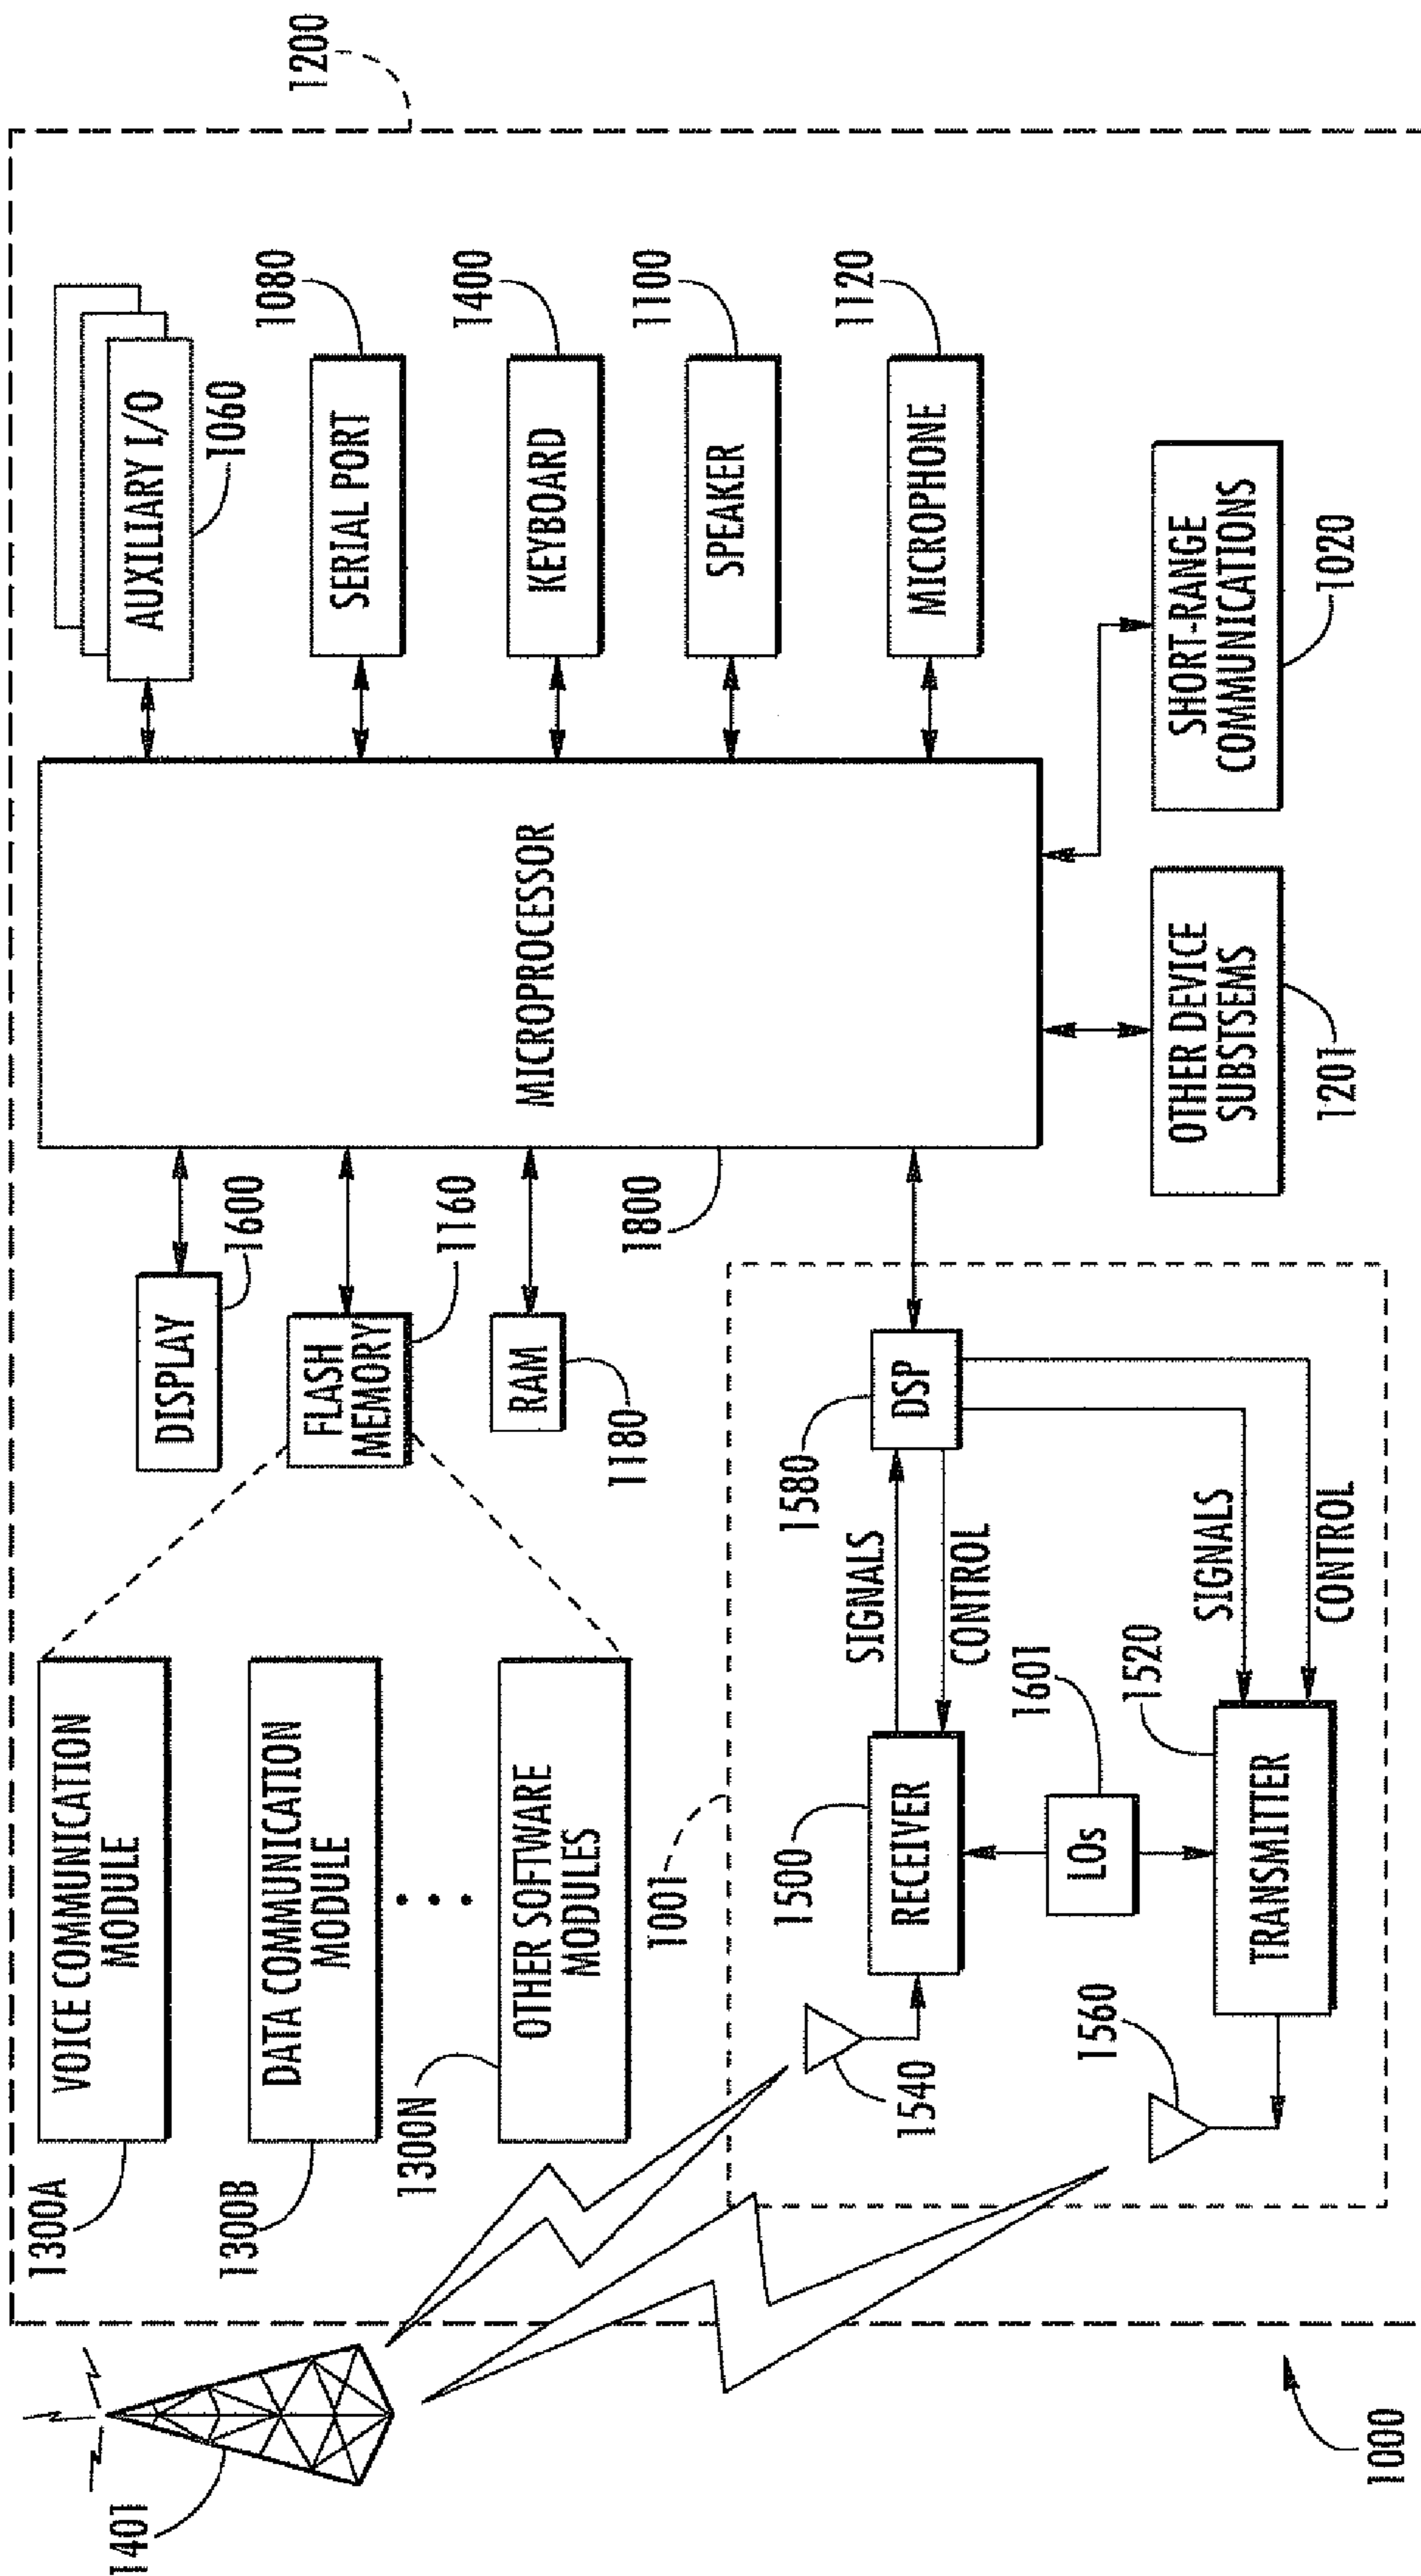 1401
1300A
VOICE COMMUNICATION
MODULE
1300B
DATA COMMUNICATION
MODULE
1300N
OTHER SOFTWARE
MODULES
DISPLAY
1600
FLASH
MEMORY
1160
RAM
1180
MICROPROCESSOR
1800
AUXILIARY I/O
1060
SERIAL PORT
1080
KEYBOARD
1400
SPEAKER
1100
MICROPHONE
1120
1200
1001
1540
1500
RECEIVER
SIGNALS
CONTROL
1580
DSP
LOs
1601
1560
TRANSMITTER
1520
SIGNALS
CONTROL
OTHER DEVICE
SUBSTSEMS
1201
SHORT-RANGE
COMMUNICATIONS
1020
1000